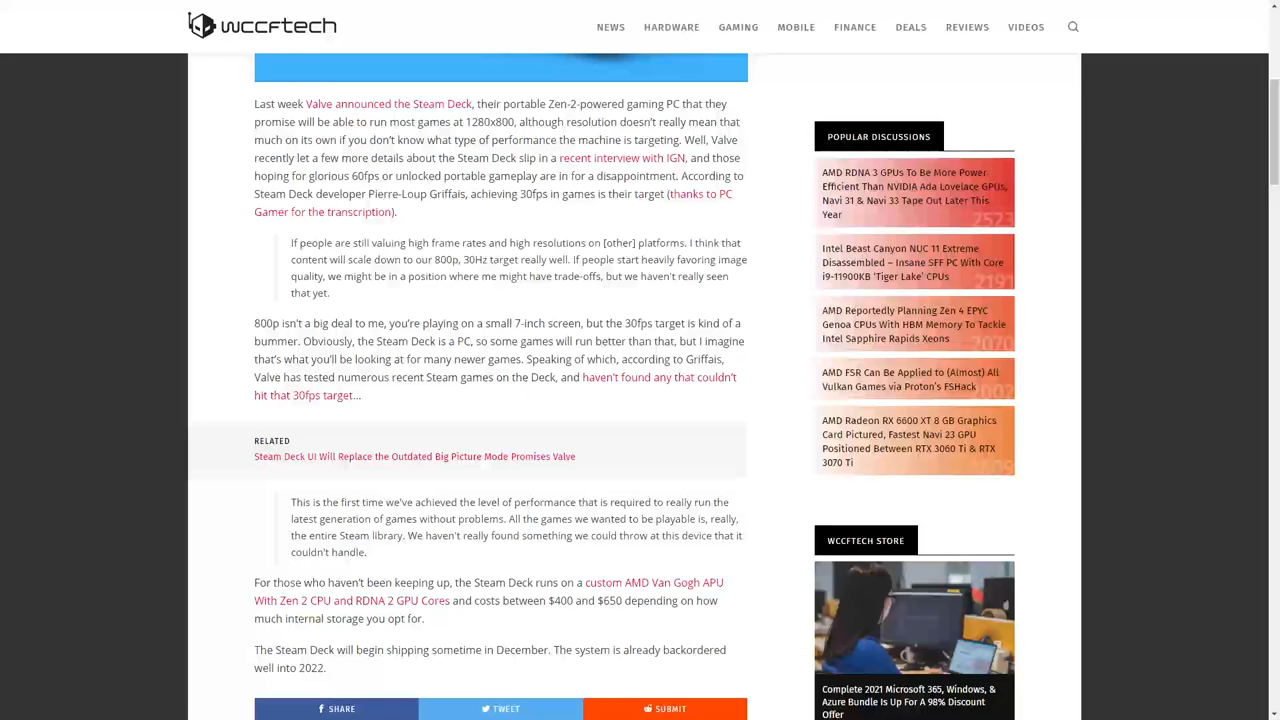 WCCFTECH
NEWS HARDWARE GAMING MOBILE FINANCE DEALS REVIEWS VIDEOS
Last week Valve announced the Steam Deck, their portable Zen-2-powered gaming PC that they
promise will be able to run most games at 1280x800, although resolution doesn't really mean that
much on its own if you don't know what type of performance the machine is targeting. Well, Valve
recently let a few more details about the Steam Deck slip in a recent interview with IGN, and those
hoping for glorious 60fps or unlocked portable gameplay are in for a disappointment. According to
Steam Deck developer Pierre-Loup Griffais, achieving 30fps in games is their target (thanks to PC
Gamer for the transcription).
If people are still valuing high frame rates and high resolutions on [other] platforms. I think that
content will scale down to our 800p, 30Hz target really well. If people start heavily favoring image
quality, we might be in a position where me might have trade-offs, but we haven't really seen
that yet.
800p isn't a big deal to me, you're playing on a small 7-inch screen, but the 30fps target is kind of a
bummer. Obviously, the Steam Deck is a PC, so some games will run better than that, but I imagine
that's what you'll be looking at for many newer games. Speaking of which, according to Griffais,
Valve has tested numerous recent Steam games on the Deck, and haven't found any that couldn't
hit that 30fps target…
RELATED
Steam Deck UI Will Replace the Outdated Big Picture Mode Promises Valve
This is the first time we've achieved the level of performance that is required to really run the
latest generation of games without problems. All the games we wanted to be playable is, really,
the entire Steam library. We haven't really found something we could throw at this device that it
couldn't handle.
For those who haven't been keeping up, the Steam Deck runs on a custom AMD Van Gogh APU
With Zen 2 CPU and RDNA 2 GPU Cores and costs between $400 and $650 depending on how
much internal storage you opt for.
The Steam Deck will begin shipping sometime in December. The system is already backordered
well into 2022.
SHARE TWEET SUBMIT
POPULAR DISCUSSIONS
AMD RDNA 3 GPUs To Be More Power
Efficient Than NVIDIA Ada Lovelace GPUs,
Navi 31 & Navi 33 Tape Out Later This
Year
2523
Intel Beast Canyon NUC 11 Extreme
Disassembled – Insane SFF PC With Core
i9-11900KB 'Tiger Lake' CPUs
2191
AMD Reportedly Planning Zen 4 EPYC
Genoa CPUs With HBM Memory To Tackle
Intel Sapphire Rapids Xeons
2020
AMD FSR Can Be Applied to (Almost) All
Vulkan Games via Proton's FSHack
2002
AMD Radeon RX 6600 XT 8 GB Graphics
Card Pictured, Fastest Navi 23 GPU
Positioned Between RTX 3060 Ti & RTX
3070 Ti
WCCFTECH STORE
Complete 2021 Microsoft 365, Windows, &
Azure Bundle Is Up For A 98% Discount
Offer